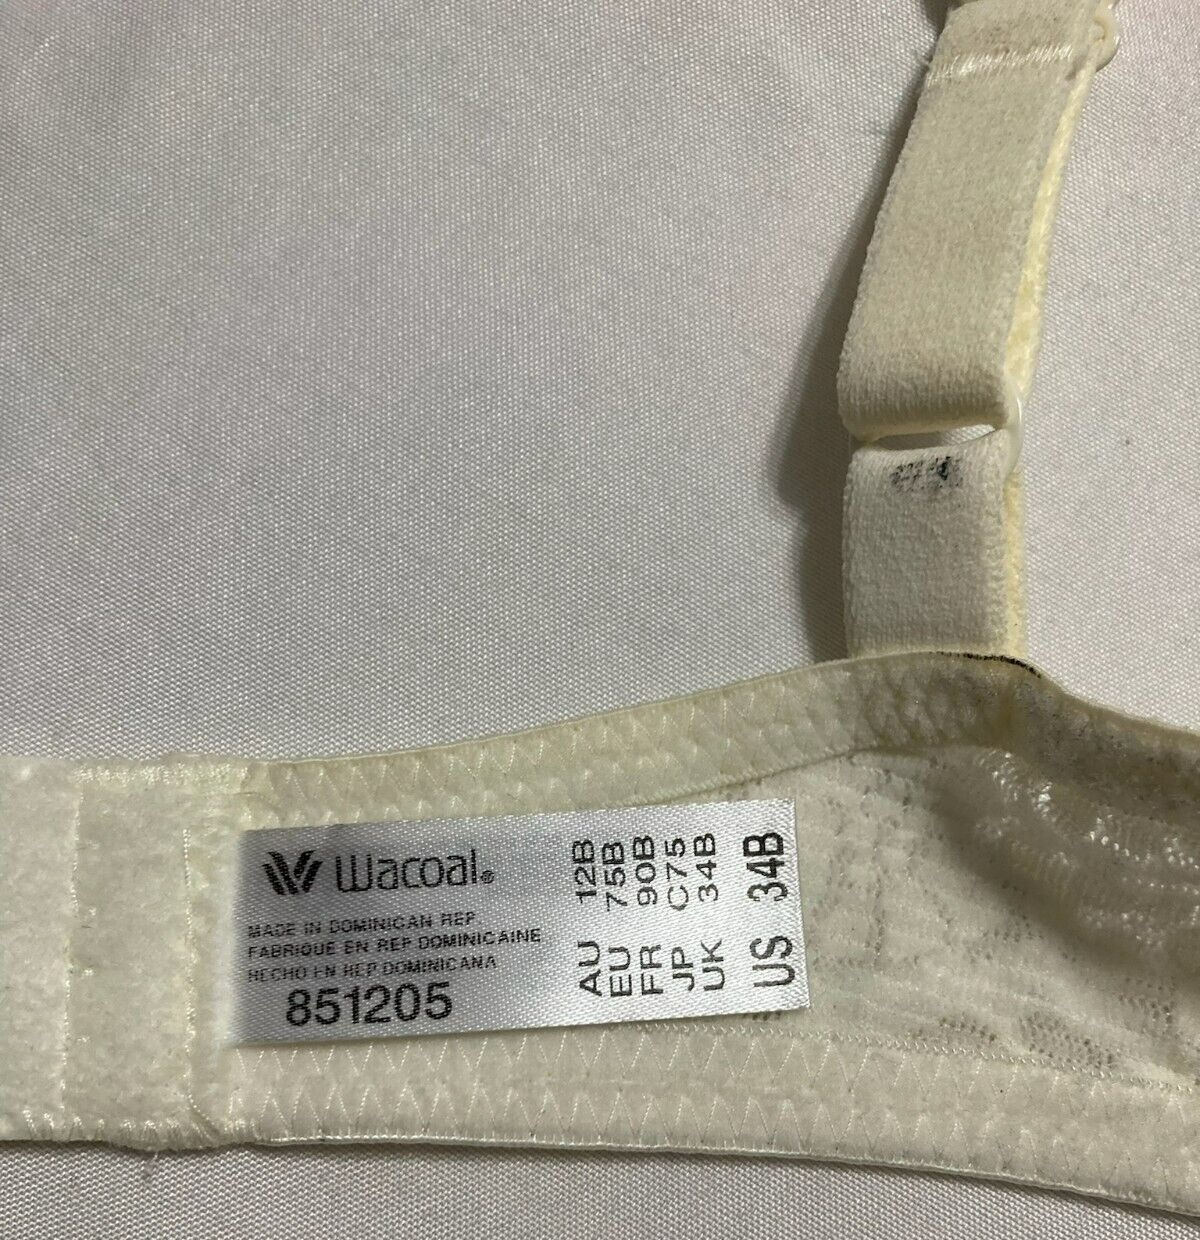 Wacoal®
MADE IN DOMINICAN REP.
FABRIQUE EN REP DOMINICAINE
HECHO EN REP DOMINICANA
851205
AU 12B
EU 75B
FR 90B
JP C75
UK 34B
US 34B